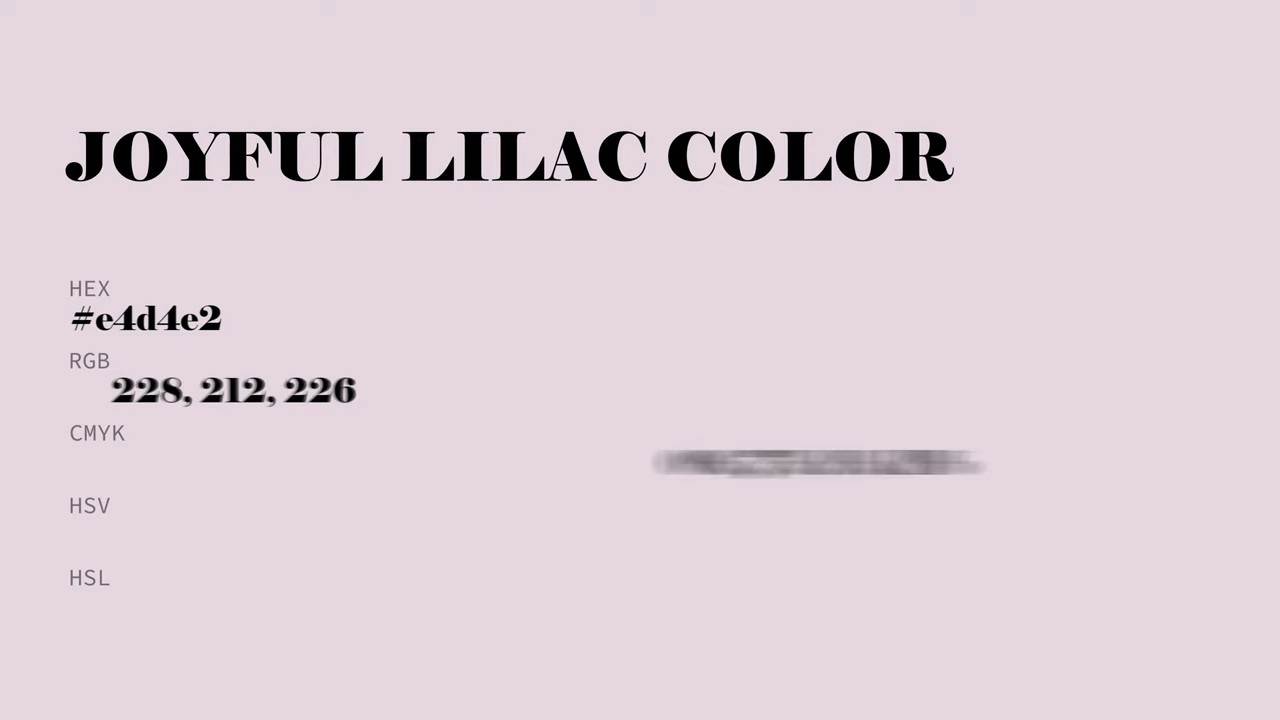 JOYFUL LILAC COLOR
HEX
#e4d4e2
RGB
228, 212, 226
CMYK
HSV
HSL